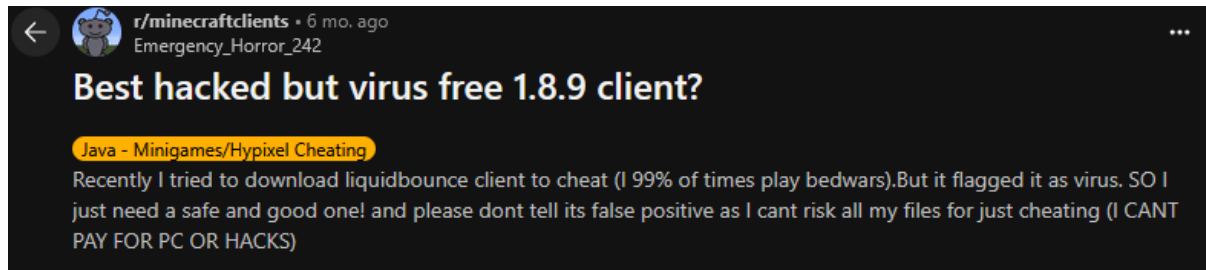 r/minecraftclients • 6 mo. ago
Emergency_Horror_242
Best hacked but virus free 1.8.9 client?
Java - Minigames/Hypixel Cheating
Recently I tried to download liquidbounce client to cheat (I 99% of times play bedwars).But it flagged it as virus. SO I
just need a safe and good one! and please dont tell its false positive as I cant risk all my files for just cheating (I CANT
PAY FOR PC OR HACKS)